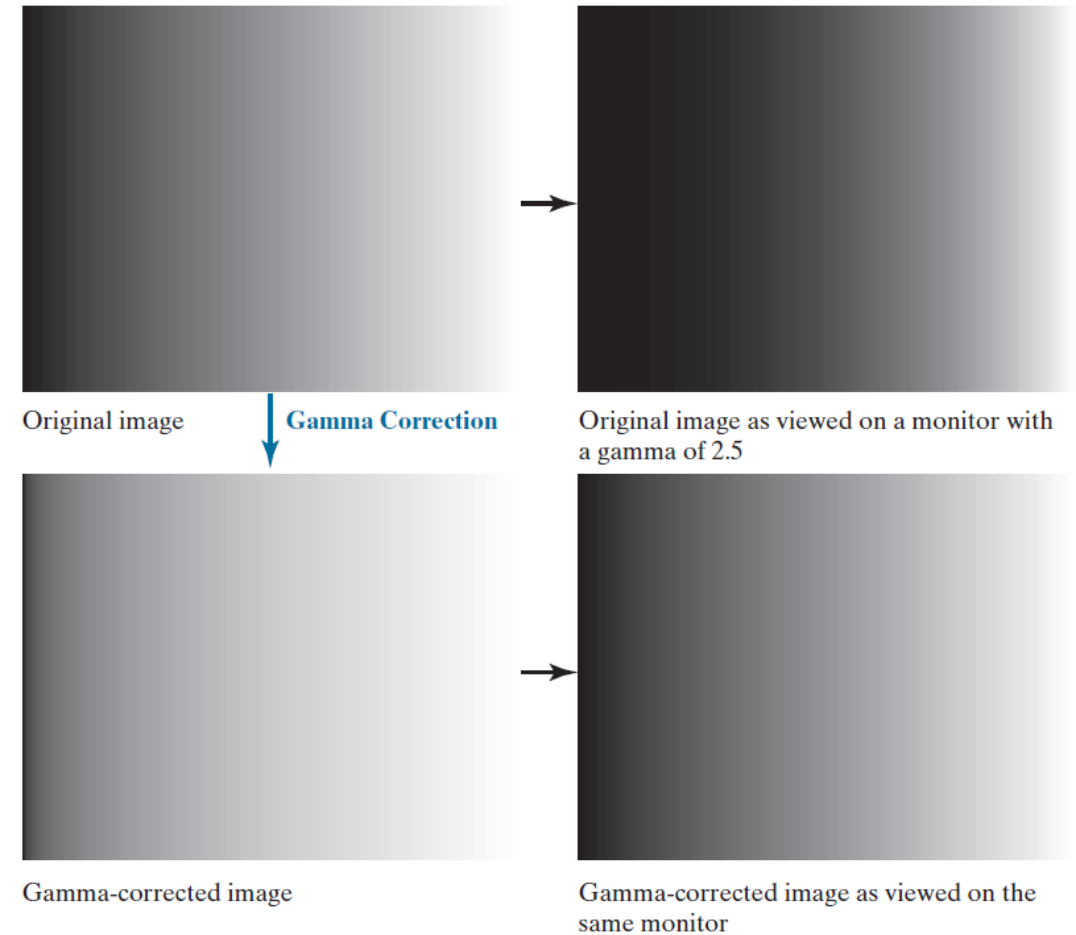 Original image
Gamma Correction
Original image as viewed on a monitor with
a gamma of 2.5
Gamma-corrected image
Gamma-corrected image as viewed on the
same monitor